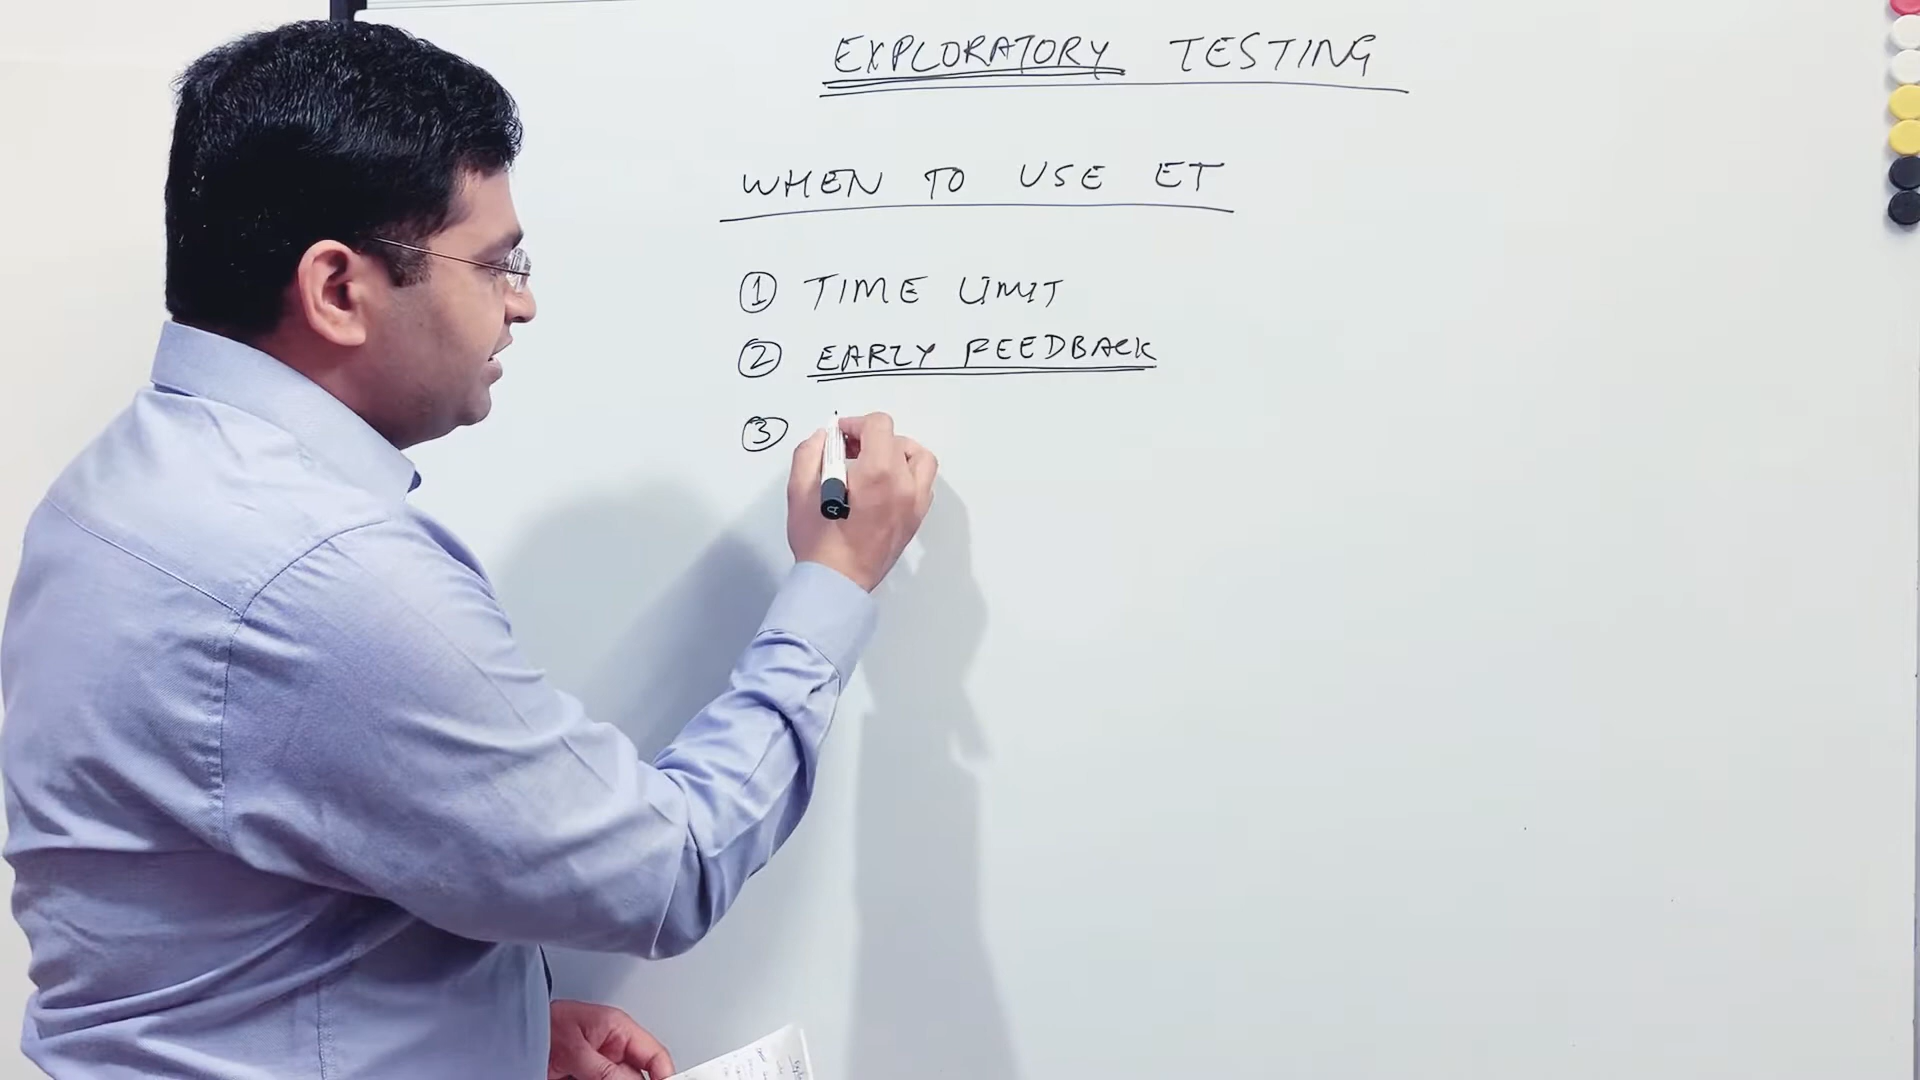 EXPLORATORY TESTING
WHEN TO USE ET
① TIME LIMIT
② EARLY FEEDBACK
③